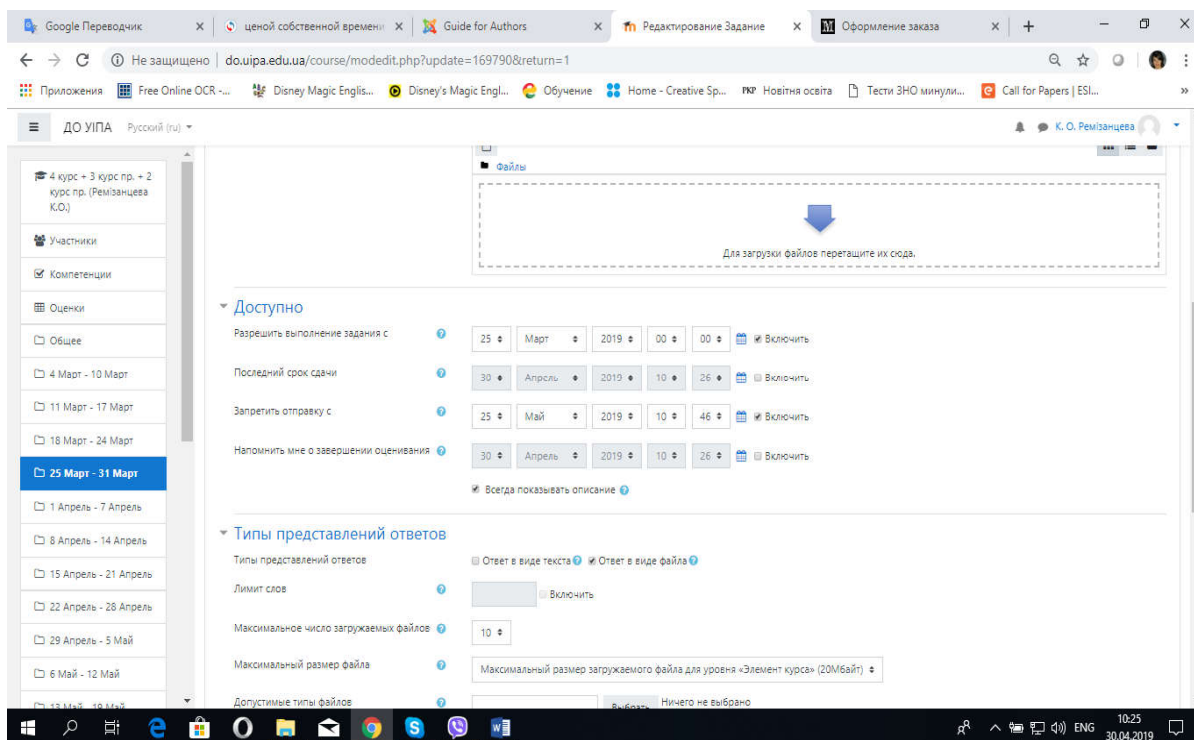 Google Переводчик
ценой собственной времени
Guide for Authors
Редактирование Задание
Оформление заказа
Не защищено | do.uipa.edu.ua/course/modedit.php?update=169790&return=1
Приложения Free Online OCR -... Disney Magic Englis... Disney's Magic Engl... Обучение Home - Creative Sp... РКР Новітня освіта Тести ЗНО минули... Call for Papers | ESI... »
ДО УІПА Русский (ru) К. О. Ремізанцева
4 курс + 3 курс пр. + 2
курс пр. (Ремізанцева
К.О.)
Участники
Компетенции
Оценки
Общее
4 Март - 10 Март
11 Март - 17 Март
18 Март - 24 Март
25 Март - 31 Март
1 Апрель - 7 Апрель
8 Апрель - 14 Апрель
15 Апрель - 21 Апрель
22 Апрель - 28 Апрель
29 Апрель - 5 Май
6 Май - 12 Май
13 Май - 19 Май
Файлы
Для загрузки файлов перетащите их сюда.
Доступно
Разрешить выполнение задания с 25 Март 2019 00 00 Включить
Последний срок сдачи 30 Апрель 2019 10 26 Включить
Запретить отправку с 25 Май 2019 10 46 Включить
Напомнить мне о завершении оценивания 30 Апрель 2019 10 26 Включить
Всегда показывать описание
Типы представлений ответов
Типы представлений ответов Ответ в виде текста Ответ в виде файла
Лимит слов Включить
Максимальное число загружаемых файлов 10
Максимальный размер файла Максимальный размер загружаемого файла для уровня «Элемент курса» (20Мбайт)
Допустимые типы файлов Выбрать Ничего не выбрано
ENG 10:25
30.04.2019